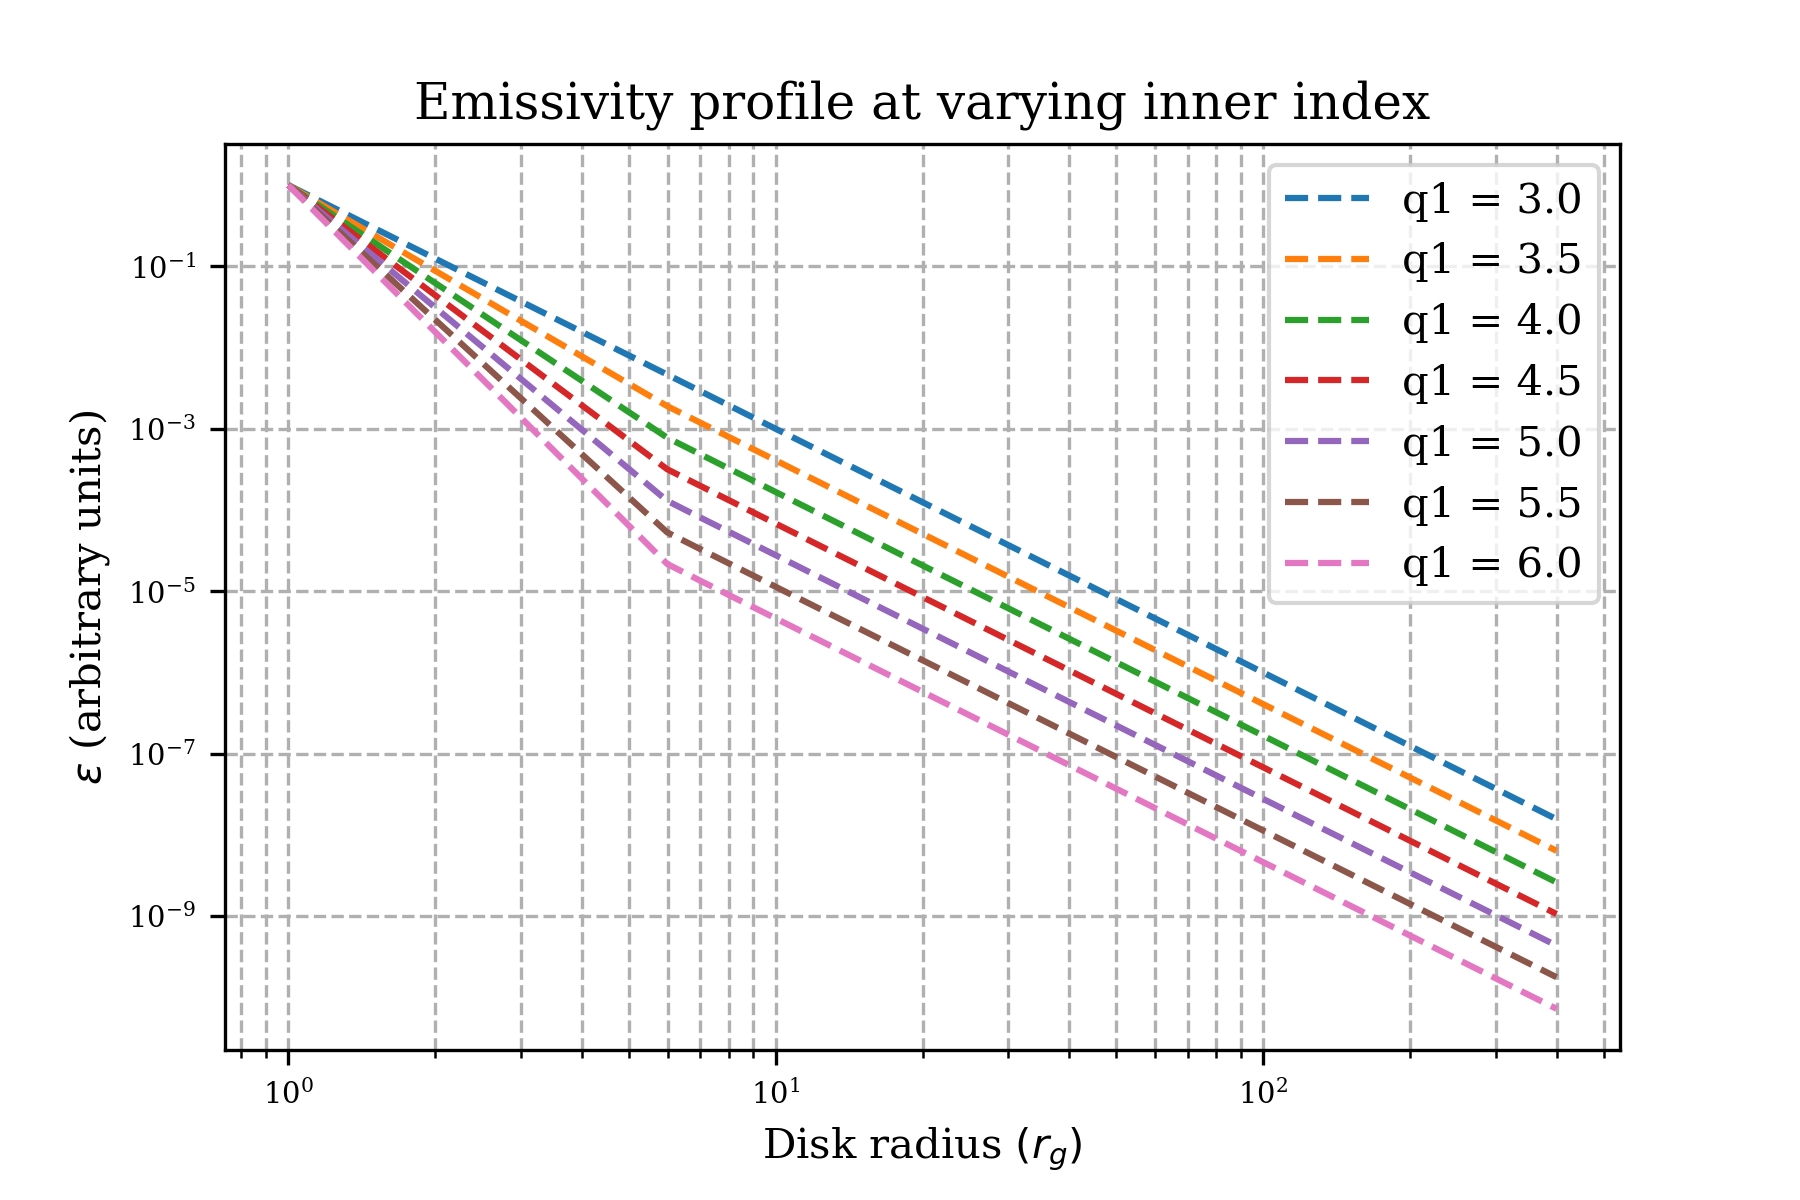 Emissivity profile at varying inner index
ε (arbitrary units)
10⁻¹
10⁻³
10⁻⁵
10⁻⁷
10⁻⁹
q1 = 3.0
q1 = 3.5
q1 = 4.0
q1 = 4.5
q1 = 5.0
q1 = 5.5
q1 = 6.0
10⁰ 10¹ 10²
Disk radius (r_g)